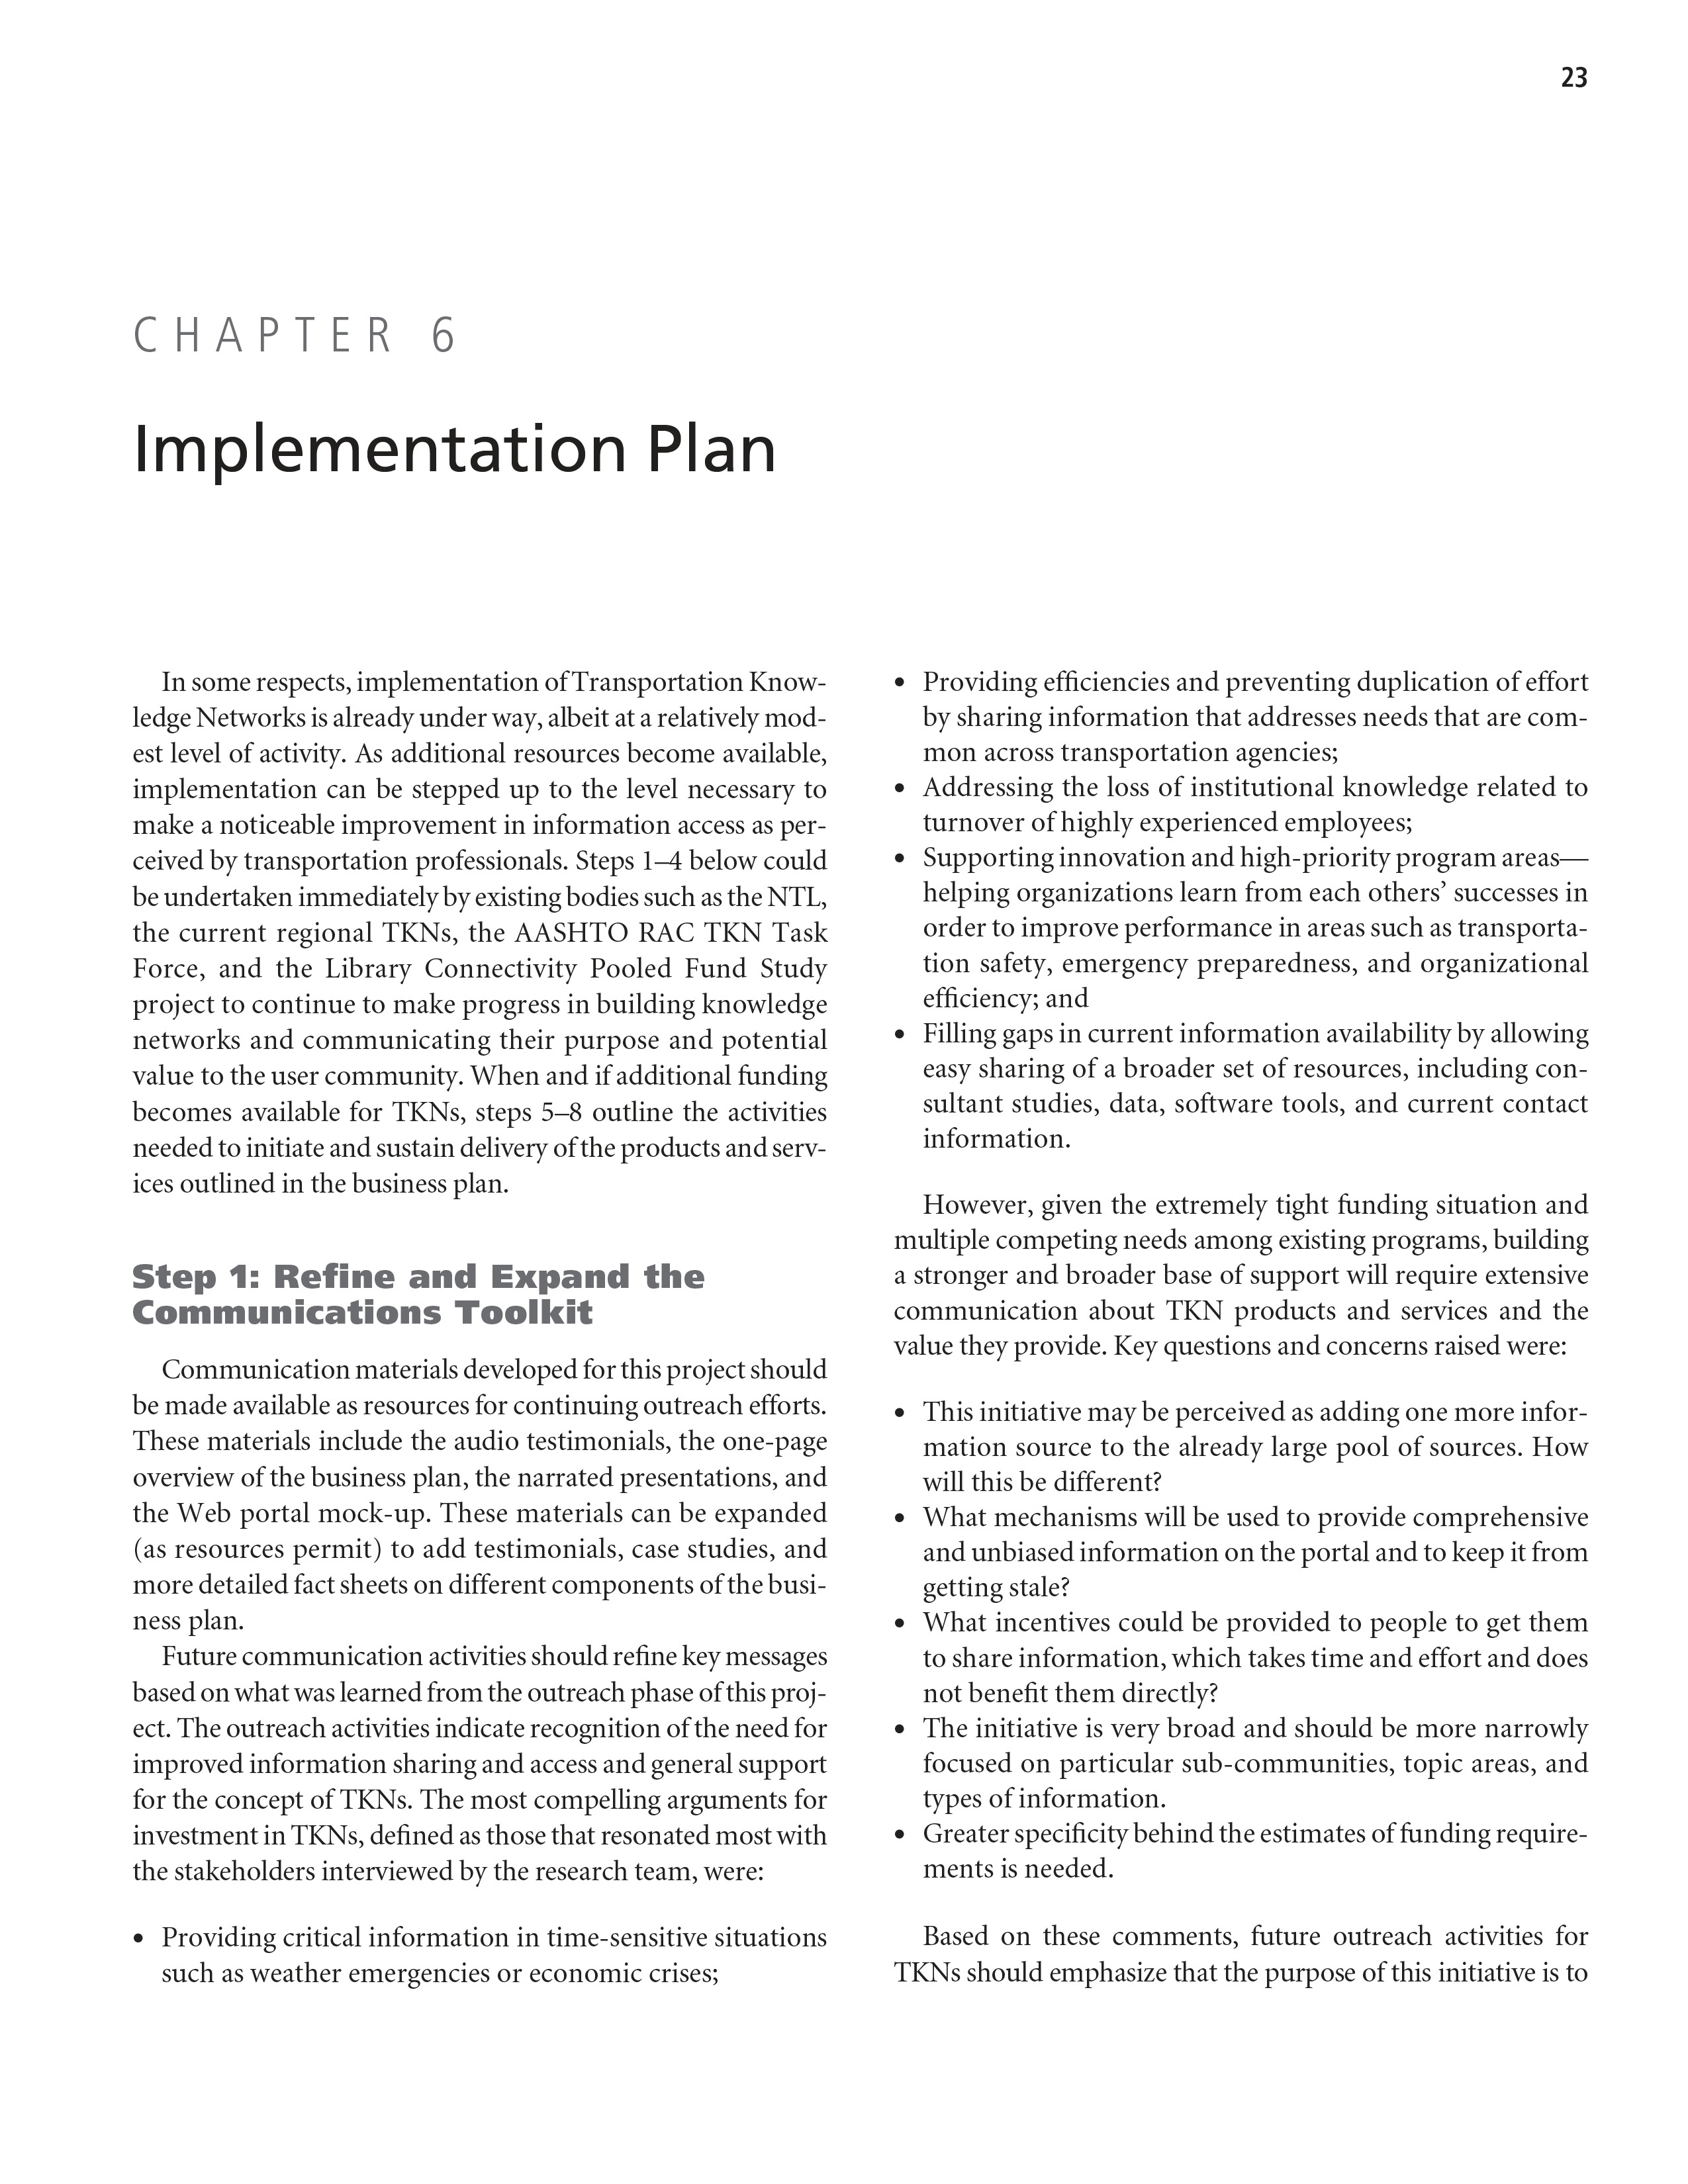 23
CHAPTER 6
Implementation Plan
In some respects, implementation of Transportation Know-
ledge Networks is already under way, albeit at a relatively mod-
est level of activity. As additional resources become available,
implementation can be stepped up to the level necessary to
make a noticeable improvement in information access as per-
ceived by transportation professionals. Steps 1–4 below could
be undertaken immediately by existing bodies such as the NTL,
the current regional TKNs, the AASHTO RAC TKN Task
Force, and the Library Connectivity Pooled Fund Study
project to continue to make progress in building knowledge
networks and communicating their purpose and potential
value to the user community. When and if additional funding
becomes available for TKNs, steps 5–8 outline the activities
needed to initiate and sustain delivery of the products and serv-
ices outlined in the business plan.
Step 1: Refine and Expand the
Communications Toolkit
Communication materials developed for this project should
be made available as resources for continuing outreach efforts.
These materials include the audio testimonials, the one-page
overview of the business plan, the narrated presentations, and
the Web portal mock-up. These materials can be expanded
(as resources permit) to add testimonials, case studies, and
more detailed fact sheets on different components of the busi-
ness plan.
Future communication activities should refine key messages
based on what was learned from the outreach phase of this proj-
ect. The outreach activities indicate recognition of the need for
improved information sharing and access and general support
for the concept of TKNs. The most compelling arguments for
investment in TKNs, defined as those that resonated most with
the stakeholders interviewed by the research team, were:
• Providing critical information in time-sensitive situations
such as weather emergencies or economic crises;
• Providing efficiencies and preventing duplication of effort
by sharing information that addresses needs that are com-
mon across transportation agencies;
• Addressing the loss of institutional knowledge related to
turnover of highly experienced employees;
• Supporting innovation and high-priority program areas—
helping organizations learn from each others’ successes in
order to improve performance in areas such as transporta-
tion safety, emergency preparedness, and organizational
efficiency; and
• Filling gaps in current information availability by allowing
easy sharing of a broader set of resources, including con-
sultant studies, data, software tools, and current contact
information.
However, given the extremely tight funding situation and
multiple competing needs among existing programs, building
a stronger and broader base of support will require extensive
communication about TKN products and services and the
value they provide. Key questions and concerns raised were:
• This initiative may be perceived as adding one more infor-
mation source to the already large pool of sources. How
will this be different?
• What mechanisms will be used to provide comprehensive
and unbiased information on the portal and to keep it from
getting stale?
• What incentives could be provided to people to get them
to share information, which takes time and effort and does
not benefit them directly?
• The initiative is very broad and should be more narrowly
focused on particular sub-communities, topic areas, and
types of information.
• Greater specificity behind the estimates of funding require-
ments is needed.
Based on these comments, future outreach activities for
TKNs should emphasize that the purpose of this initiative is to